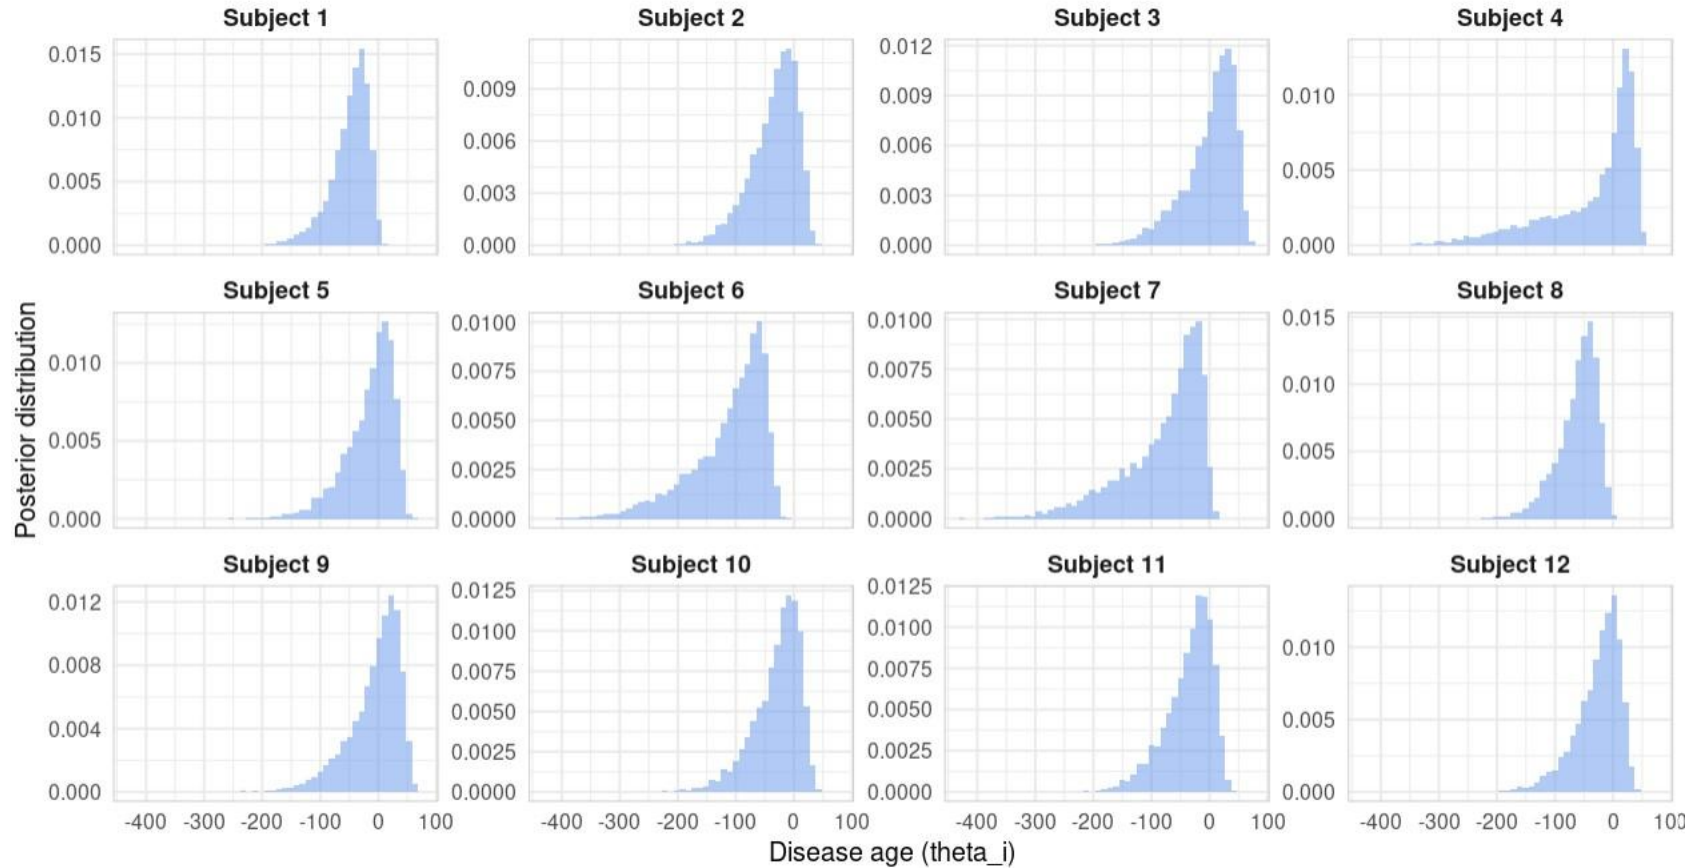 Subject 1 Subject 2 Subject 3 Subject 4
0.015 0.010 0.005 0.000
0.009 0.006 0.003 0.000
0.012 0.009 0.006 0.003 0.000
0.010 0.005 0.000
Subject 5 Subject 6 Subject 7 Subject 8
0.010 0.005 0.000
0.0100 0.0075 0.0050 0.0025 0.0000
0.0100 0.0075 0.0050 0.0025 0.0000
0.015 0.010 0.005 0.000
Posterior distribution
Subject 9 Subject 10 Subject 11 Subject 12
0.012 0.008 0.004 0.000
0.0125 0.0100 0.0075 0.0050 0.0025 0.0000
0.0125 0.0100 0.0075 0.0050 0.0025 0.0000
0.010 0.005 0.000
-400 -300 -200 -100 0 100 -400 -300 -200 -100 0 100 -400 -300 -200 -100 0 100 -400 -300 -200 -100 0 100
Disease age (theta_i)